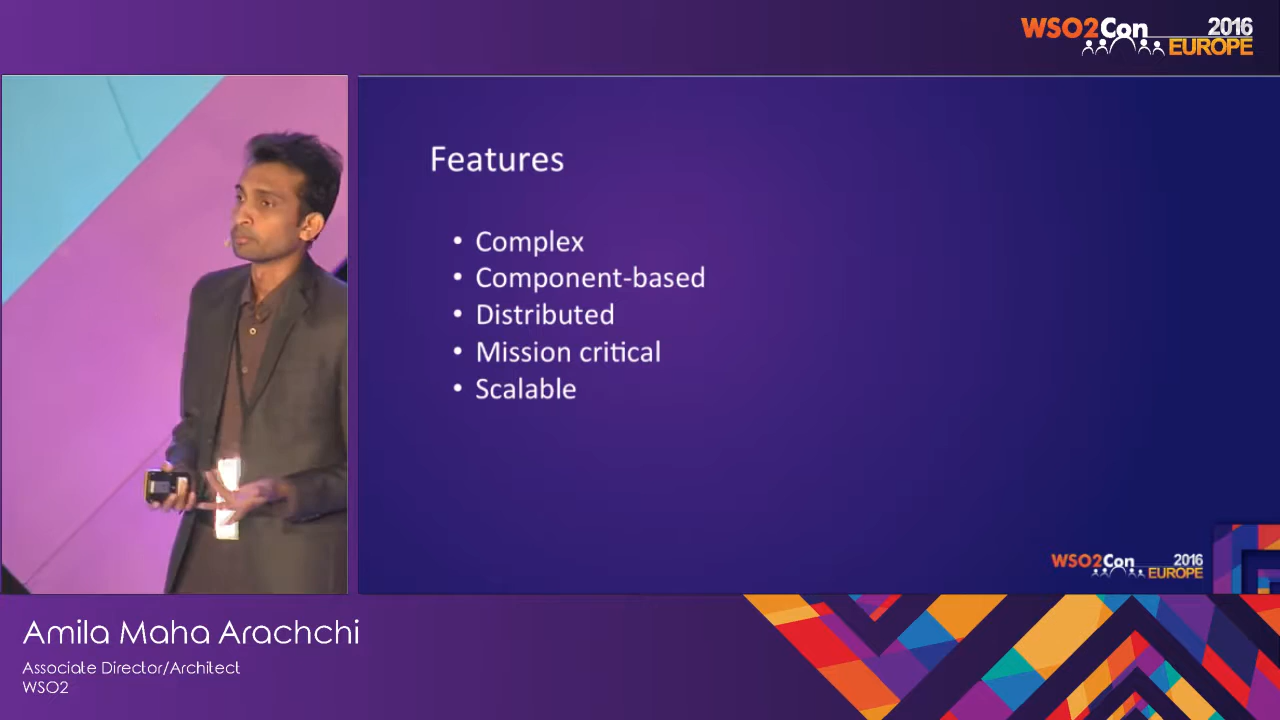 WSO2Con 2016
EUROPE
Features
• Complex
• Component-based
• Distributed
• Mission critical
• Scalable
WSO2Con 2016
EUROPE
Amila Maha Arachchi
Associate Director/Architect
WSO2